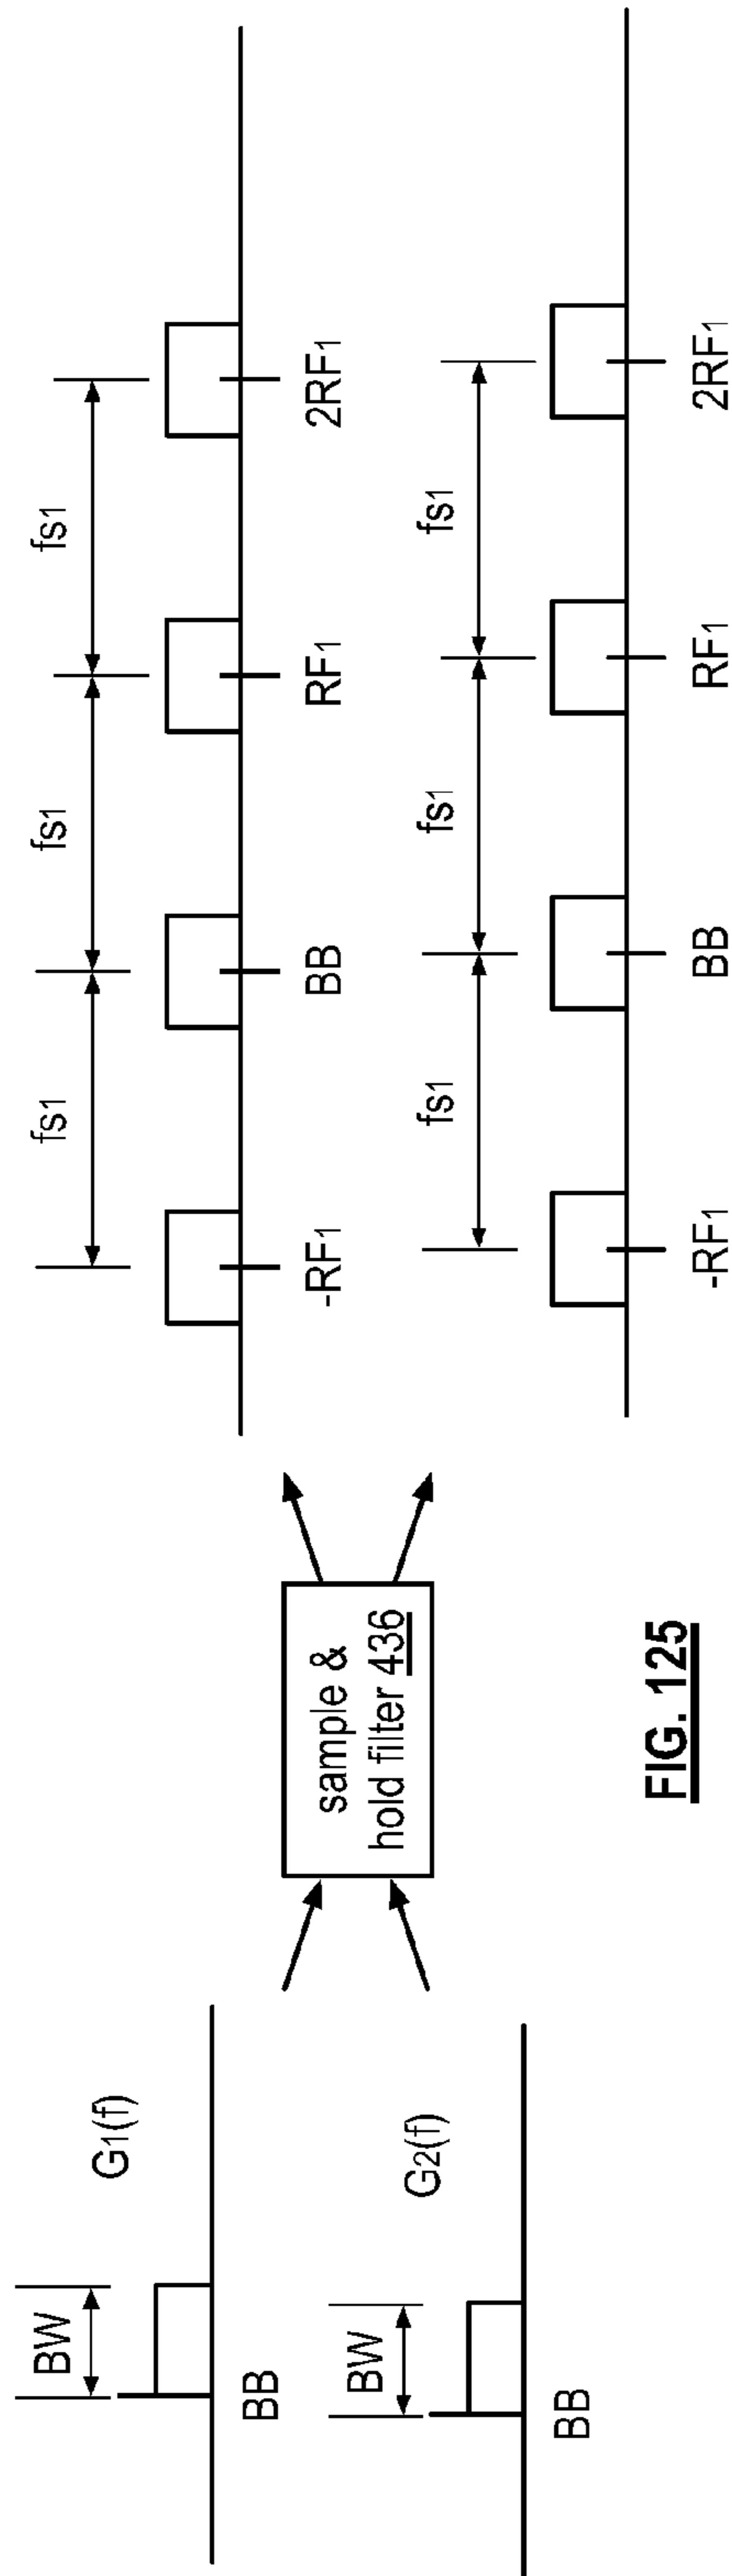 G1(f)
BW
BB
G2(f)
BW
BB
sample &
hold filter 436
fs1
fs1
fs1
-RF1
BB
RF1
2RF1
fs1
fs1
fs1
-RF1
BB
RF1
2RF1
FIG. 125